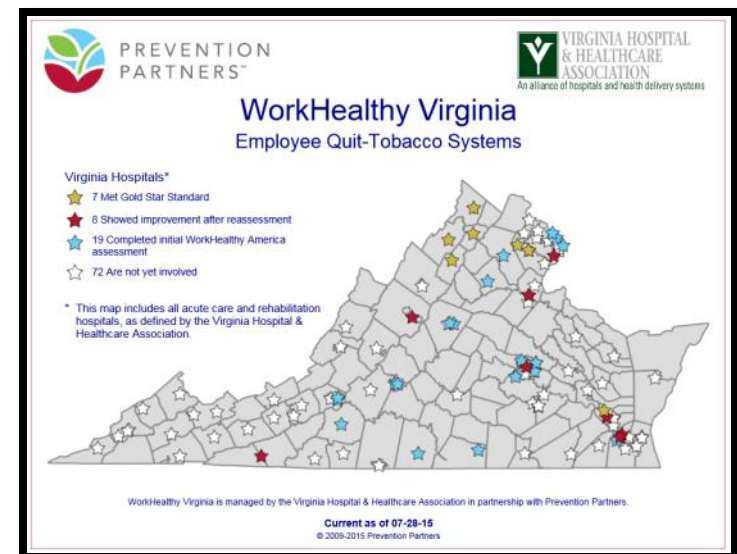 PREVENTION
PARTNERS™
VIRGINIA HOSPITAL
& HEALTHCARE
ASSOCIATION
An alliance of hospitals and health delivery systems
WorkHealthy Virginia
Employee Quit-Tobacco Systems
Virginia Hospitals*
7 Met Gold Star Standard
8 Showed improvement after reassessment
19 Completed initial WorkHealthy America
assessment
72 Are not yet involved
* This map includes all acute care and rehabilitation
hospitals, as defined by the Virginia Hospital &
Healthcare Association.
WorkHealthy Virginia is managed by the Virginia Hospital & Healthcare Association in partnership with Prevention Partners.
Current as of 07-28-15
© 2009-2015 Prevention Partners